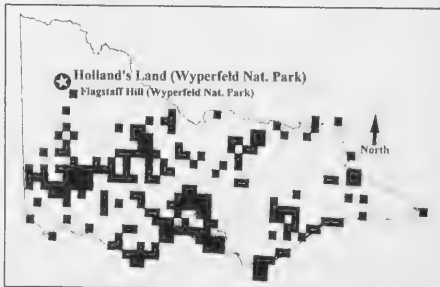 Holland's Land (Wyperfeld Nat. Park)
Flagstaff Hill (Wyperfeld Nat. Park)
North